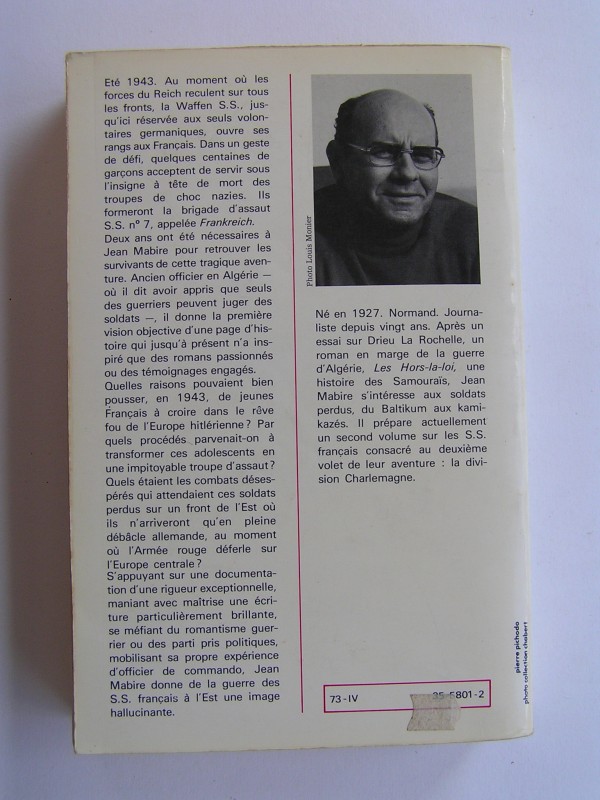 Eté 1943. Au moment où les
forces du Reich reculent sur tous
les fronts, la Waffen S.S., jus-
qu'ici réservée aux seuls volon-
taires germaniques, ouvre ses
rangs aux Français. Dans un geste
de défi, quelques centaines de
garçons acceptent de servir sous
l'insigne à tête de mort des
troupes de choc nazies. Ils
formeront la brigade d'assaut
S.S. nº 7, appelée Frankreich.
Deux ans ont été nécessaires à
Jean Mabire pour retrouver les
survivants de cette tragique aven-
ture. Ancien officier en Algérie —
où il dit avoir appris que seuls
des guerriers peuvent juger des
soldats —, il donne la première
vision objective d'une page d'his-
toire qui jusqu'à présent n'a ins-
piré que des romans passionnés
ou des témoignages engagés.
Quelles raisons pouvaient bien
pousser, en 1943, de jeunes
Français à croire dans le rêve
fou de l'Europe hitlérienne ? Par
quels procédés parvenait-on à
transformer ces adolescents en
une impitoyable troupe d'assaut ?
Quels étaient les combats déses-
pérés qui attendaient ces soldats
perdus sur un front de l'Est où
ils n'arriveront qu'en pleine
débâcle allemande, au moment
où l'Armée rouge déferle sur
l'Europe centrale ?
S'appuyant sur une documenta-
tion d'une rigueur exceptionnelle,
maniant avec maîtrise une écri-
ture particulièrement brillante,
se méfiant du romantisme guer-
rier ou des parti pris politiques,
mobilisant sa propre expérience
d'officier de commando, Jean
Mabire donne de la guerre des
S.S. français à l'Est une image
hallucinante.
Photo Louis Monier
Né en 1927. Normand. Journa-
liste depuis vingt ans. Après un
essai sur Drieu La Rochelle, un
roman en marge de la guerre
d'Algérie, Les Hors-la-loi, une
histoire des Samouraïs, Jean
Mabire s'intéresse aux soldats
perdus, du Baltikum aux kami-
kazés. Il prépare actuellement
un second volume sur les S.S.
français consacré au deuxième
volet de leur aventure : la divi-
sion Charlemagne.
73-IV 35-5801-2
pierre pichoda
photo collection chalbert